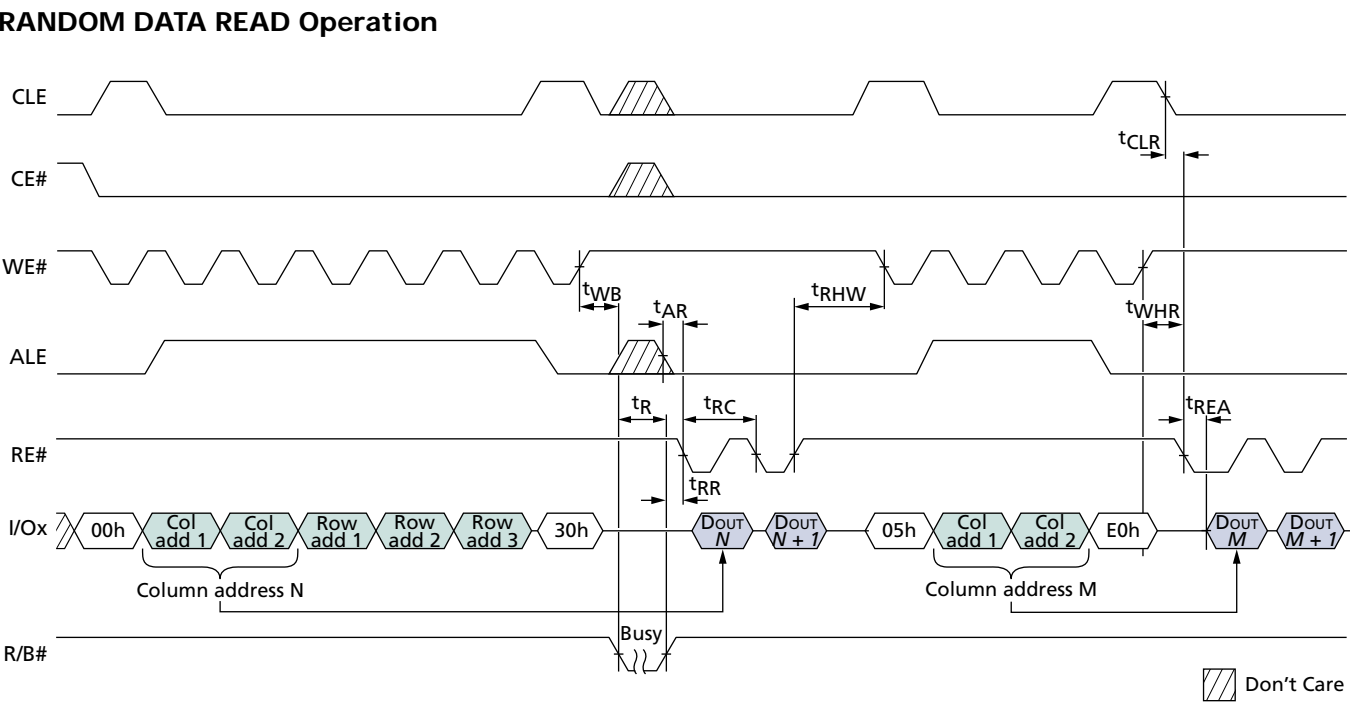 RANDOM DATA READ Operation
CLE
tCLR
CE#
WE#
tWB
tAR
tRHW
tWHR
ALE
tR
tRC
tREA
RE#
tRR
I/Ox
00h
Col add 1
Col add 2
Row add 1
Row add 2
Row add 3
30h
DOUT N
DOUT N + 1
05h
Col add 1
Col add 2
E0h
DOUT M
DOUT M + 1
Column address N
Column address M
Busy
R/B#
Don't Care